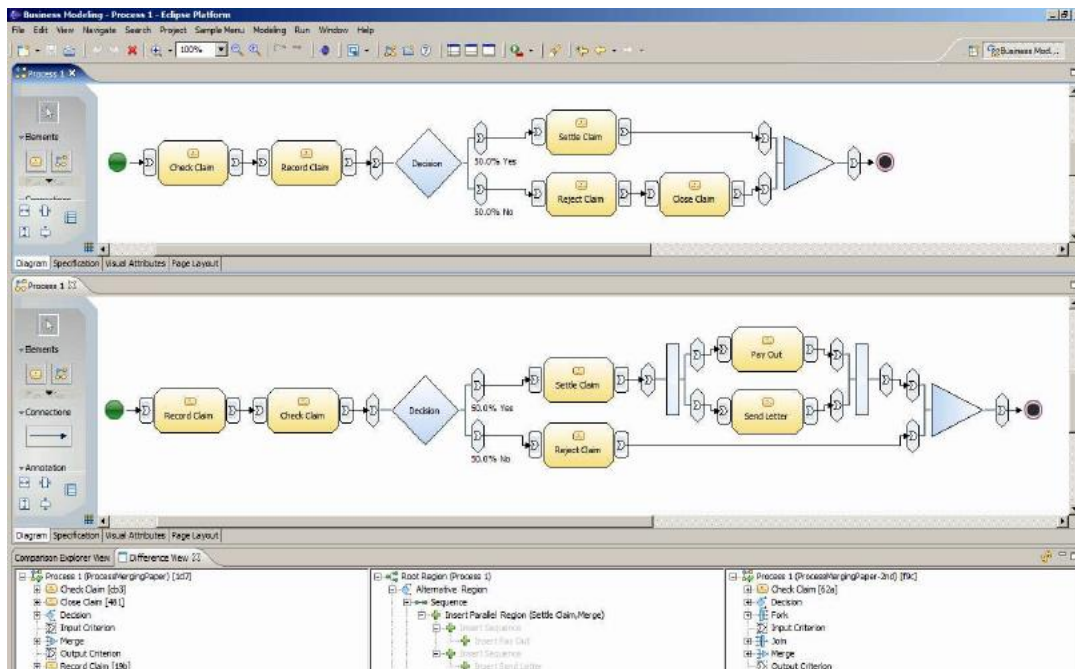 Business Modeling - Process 1 - Eclipse Platform
File Edit View Navigate Search Project Sample Menu Modeling Run Window Help
100%
Business Mod...
Process 1
Elements
Check Claim
Record Claim
Decision
50.0% Yes
50.0% No
Settle Claim
Reject Claim
Close Claim
Diagram Specification Visual Attributes Page Layout
Process 1
Elements
Connections
Annotation
Record Claim
Check Claim
Decision
50.0% Yes
50.0% No
Settle Claim
Reject Claim
Pay Out
Send Letter
Diagram Specification Visual Attributes Page Layout
Comparison Explorer View Difference View
Process 1 (ProcessMergingPaper) [1d7]
Check Claim [cb3]
Close Claim [481]
Decision
Input Criterion
Merge
Output Criterion
Record Claim [19b]
Root Region (Process 1)
Alternative Region
Sequence
Insert Parallel Region (Settle Claim,Merge)
Insert Sequence
Insert Pay Out
Insert Sequence
Insert Send Letter
Process 1 (ProcessMergingPaper-2nd) [f9c]
Check Claim [62a]
Decision
Fork
Input Criterion
Join
Merge
Output Criterion